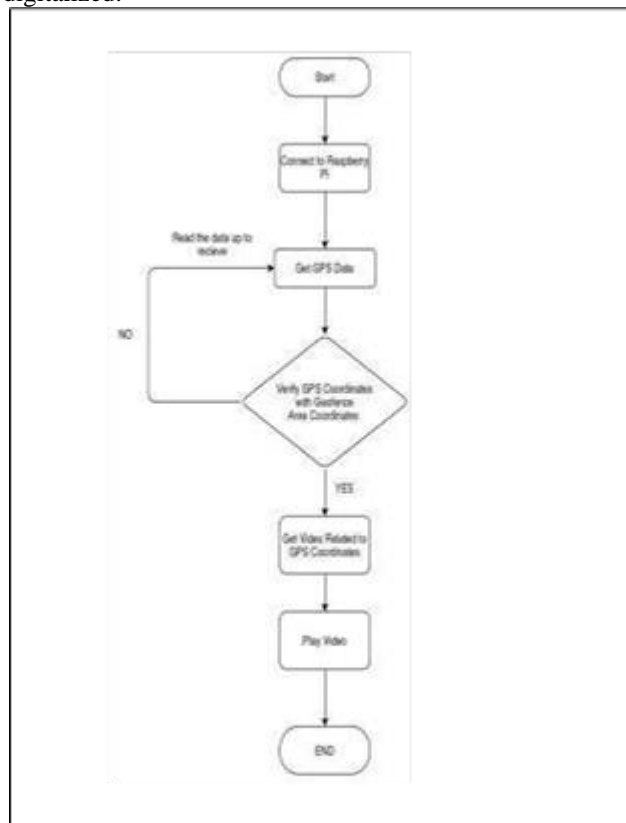 digitalized.
Start
Connect to Raspberry
Pi
Read the data up to
recieve
Get GPS Data
NO
Verify GPS Coordinates
with Geofence
Area Coordinates
YES
Get Video Related to
GPS Coordinates
Play Video
END